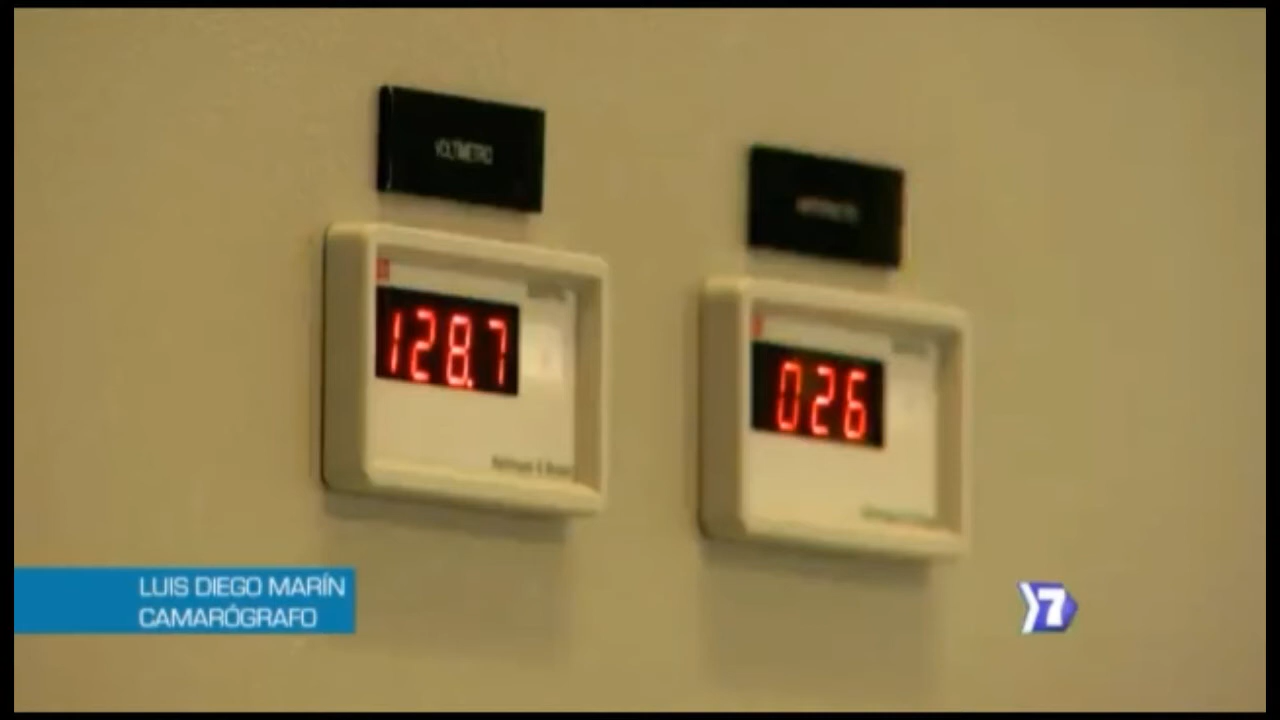 VOLTIMETRO
128.7
026
LUIS DIEGO MARÍN
CAMARÓGRAFO
7